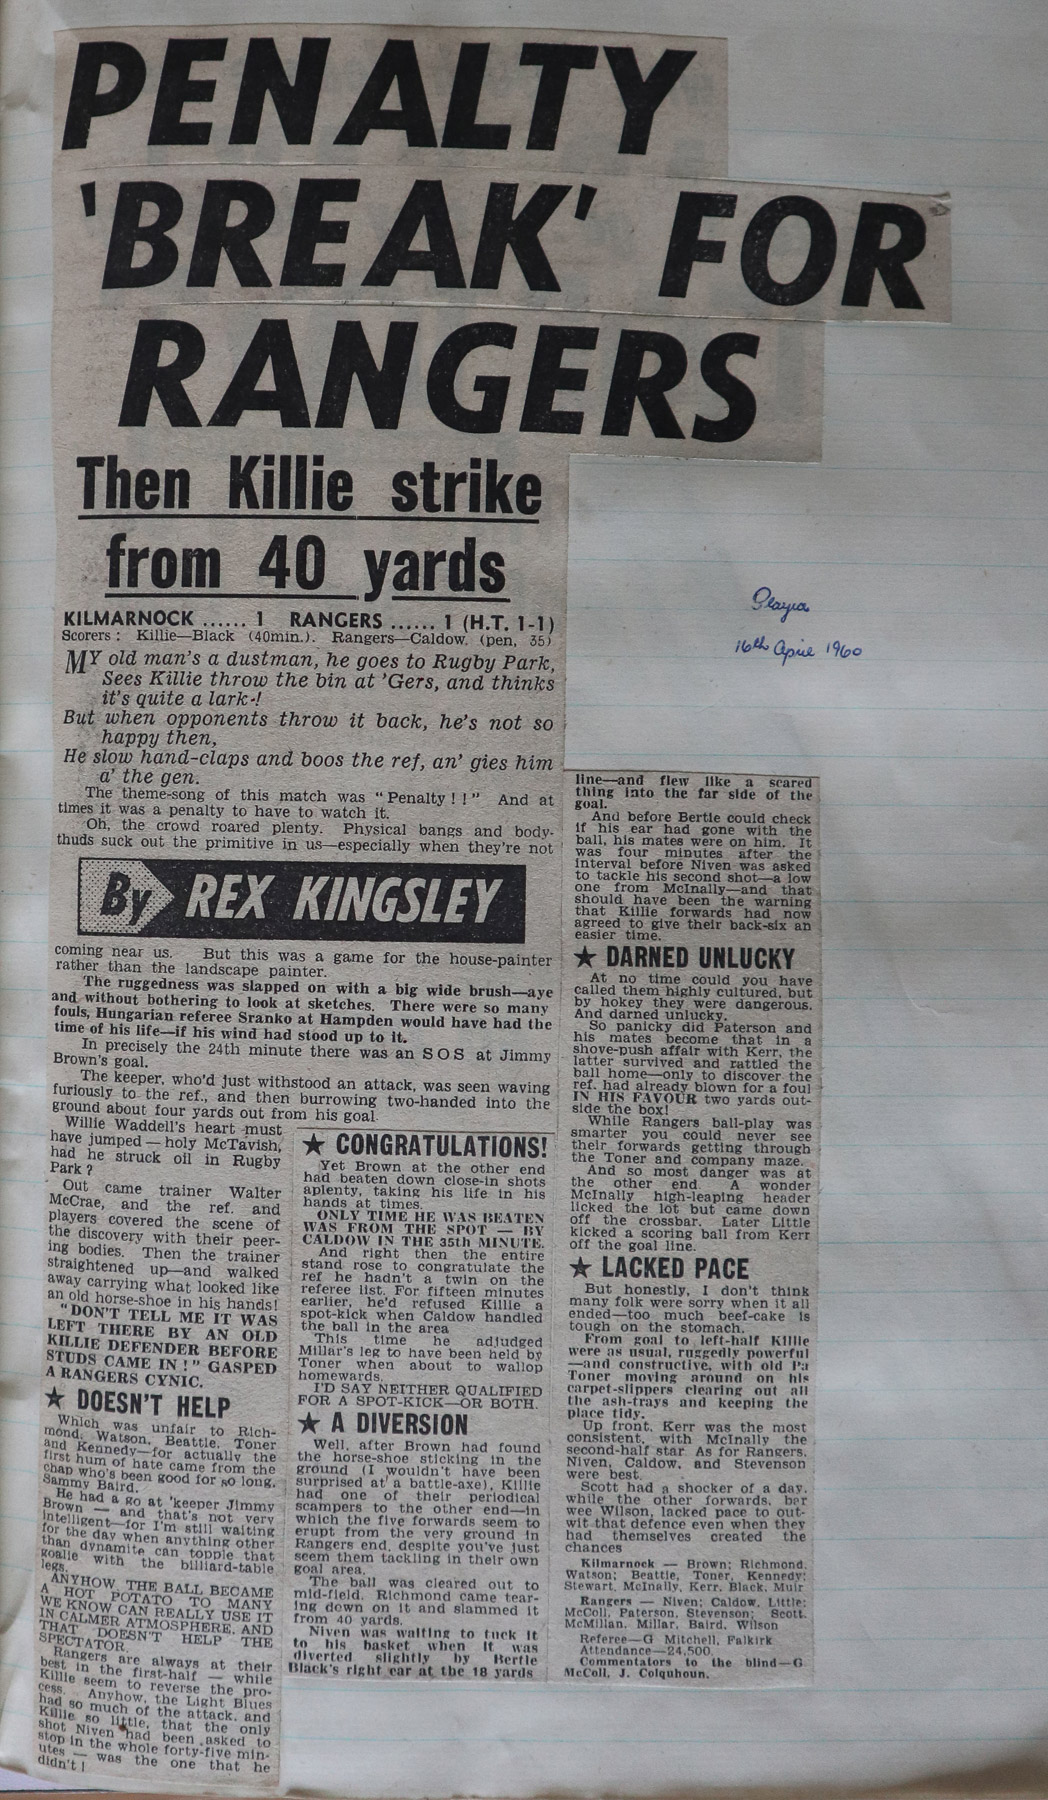 PENALTY
'BREAK' FOR
RANGERS
Then Killie strike
from 40 yards
KILMARNOCK ...... 1 RANGERS ...... 1 (H.T. 1-1)
Scorers: Killie—Black (40min.). Rangers—Caldow. (pen, 35)
MY old man's a dustman, he goes to Rugby Park,
Sees Killie throw the bin at 'Gers, and thinks
it's quite a lark-!
But when opponents throw it back, he's not so
happy then,
He slow hand-claps and boos the ref, an' gies him
a' the gen.
The theme-song of this match was "Penalty!!" And at
times it was a penalty to have to watch it.
Oh, the crowd roared plenty. Physical bangs and body-
thuds suck out the primitive in us—especially when they're not
By REX KINGSLEY
coming near us. But this was a game for the house-painter
rather than the landscape painter.
The ruggedness was slapped on with a big wide brush—aye
and without bothering to look at sketches. There were so many
fouls, Hungarian referee Sranko at Hampden would have had the
time of his life—if his wind had stood up to it.
In precisely the 24th minute there was an SOS at Jimmy
Brown's goal.
The keeper, who'd just withstood an attack, was seen waving
furiously to the ref., and then burrowing two-handed into the
ground about four yards out from his goal.
Willie Waddell's heart must
have jumped — holy McTavish,
had he struck oil in Rugby
Park?
Out came trainer Walter
McCrae, and the ref. and
players covered the scene of
the discovery with their peer-
ing bodies. Then the trainer
straightened up—and walked
away carrying what looked like
an old horse-shoe in his hands!
"DON'T TELL ME IT WAS
LEFT THERE BY AN OLD
KILLIE DEFENDER BEFORE
STUDS CAME IN!" GASPED
A RANGERS CYNIC.
★ DOESN'T HELP
Which was unfair to Rich-
mond, Watson, Beattie, Toner
and Kennedy—for actually the
first hum of hate came from the
chap who's been good for so long,
Sammy Baird.
He had a go at 'keeper Jimmy
Brown — and that's not very
intelligent—for I'm still waiting
for the day when anything other
than dynamite can topple that
goalie with the billiard-table
legs.
ANYHOW THE BALL BECAME
A HOT POTATO TO MANY
WE KNOW CAN REALLY USE IT
IN CALMER ATMOSPHERE, AND
THAT DOESN'T HELP THE
SPECTATOR.
Rangers are always at their
best in the first-half — while
Killie seem to reverse the pro-
cess. Anyhow, the Light Blues
had so much of the attack, and
Killie so little, that the only
shot Niven had been asked to
stop in the whole forty-five min-
utes — was the one that he
didn't!
★ CONGRATULATIONS!
Yet Brown at the other end
had beaten down close-in shots
aplenty, taking his life in his
hands at times.
ONLY TIME HE WAS BEATEN
WAS FROM THE SPOT — BY
CALDOW IN THE 35th MINUTE.
And right then the entire
stand rose to congratulate the
ref he hadn't a twin on the
referee list. For fifteen minutes
earlier, he'd refused Killie a
spot-kick when Caldow handled
the ball in the area
This time he adjudged
Millar's leg to have been held by
Toner when about to wallop
homewards.
I'D SAY NEITHER QUALIFIED
FOR A SPOT-KICK—OR BOTH.
★ A DIVERSION
Well, after Brown had found
the horse-shoe sticking in the
ground (I wouldn't have been
surprised at a battle-axe), Killie
had one of their periodical
scampers to the other end—in
which the five forwards seem to
erupt from the very ground in
Rangers end, despite you've just
seem them tackling in their own
goal area.
The ball was cleared out to
mid-field. Richmond came tear-
ing down on it and slammed it
from 40 yards.
Niven was waiting to tuck it
to his basket when it was
diverted slightly by Bertie
Black's right ear at the 18 yards
Players
16th April 1960
line—and flew like a scared
thing into the far side of the
goal.
And before Bertie could check
if his ear had gone with the
ball, his mates were on him. It
was four minutes after the
interval before Niven was asked
to tackle his second shot—a low
one from McInally—and that
should have been the warning
that Killie forwards had now
agreed to give their back-six an
easier time.
★ DARNED UNLUCKY
At no time could you have
called them highly cultured, but
by hokey they were dangerous.
And darned unlucky.
So panicky did Paterson and
his mates become that in a
shove-push affair with Kerr, the
latter survived and rattled the
ball home—only to discover the
ref. had already blown for a foul
IN HIS FAVOUR two yards out-
side the box!
While Rangers ball-play was
smarter you could never see
their forwards getting through
the Toner and company maze.
And so most danger was at
the other end. A wonder
McInally high-leaping header
licked the lot but came down
off the crossbar. Later Little
kicked a scoring ball from Kerr
off the goal line.
★ LACKED PACE
But honestly, I don't think
many folk were sorry when it all
ended—too much beef-cake is
tough on the stomach.
From goal to left-half Killie
were as usual, ruggedly powerful
—and constructive, with old Pa
Toner moving around on his
carpet-slippers clearing out all
the ash-trays and keeping the
place tidy.
Up front, Kerr was the most
consistent, with McInally the
second-half star As for Rangers,
Niven, Caldow, and Stevenson
were best.
Scott had a shocker of a day,
while the other forwards, bar
wee Wilson, lacked pace to out-
wit that defence even when they
had themselves created the
chances
Kilmarnock — Brown; Richmond,
Watson; Beattie, Toner, Kennedy;
Stewart, McInally, Kerr, Black, Muir
Rangers — Niven; Caldow, Little;
McColl, Paterson, Stevenson; Scott,
McMillan, Millar, Baird, Wilson
Referee—G Mitchell, Falkirk
Attendance—24,500.
Commentators to the blind—G
McColl, J. Colquhoun.